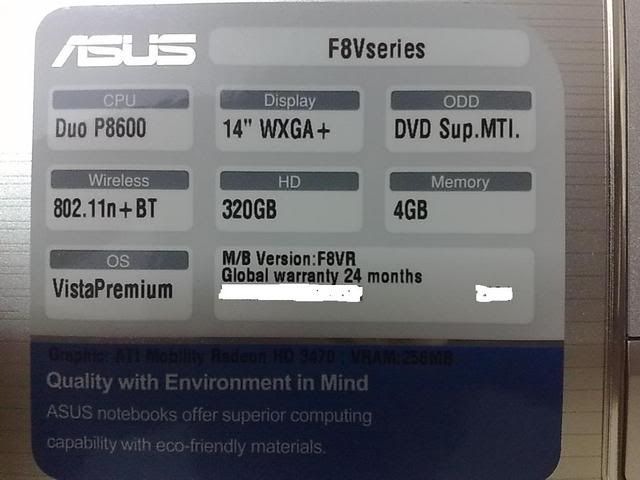 ASUS
F8Vseries
CPU
Duo P8600
Display
14" WXGA+
ODD
DVD Sup.MTI.
Wireless
802.11n+BT
HD
320GB
Memory
4GB
OS
VistaPremium
M/B Version:F8VR
Global warranty 24 months
Graphic: ATI Mobility Radeon HD 3470 ; VRAM:256MB
Quality with Environment in Mind
ASUS notebooks offer superior computing
capability with eco-friendly materials.